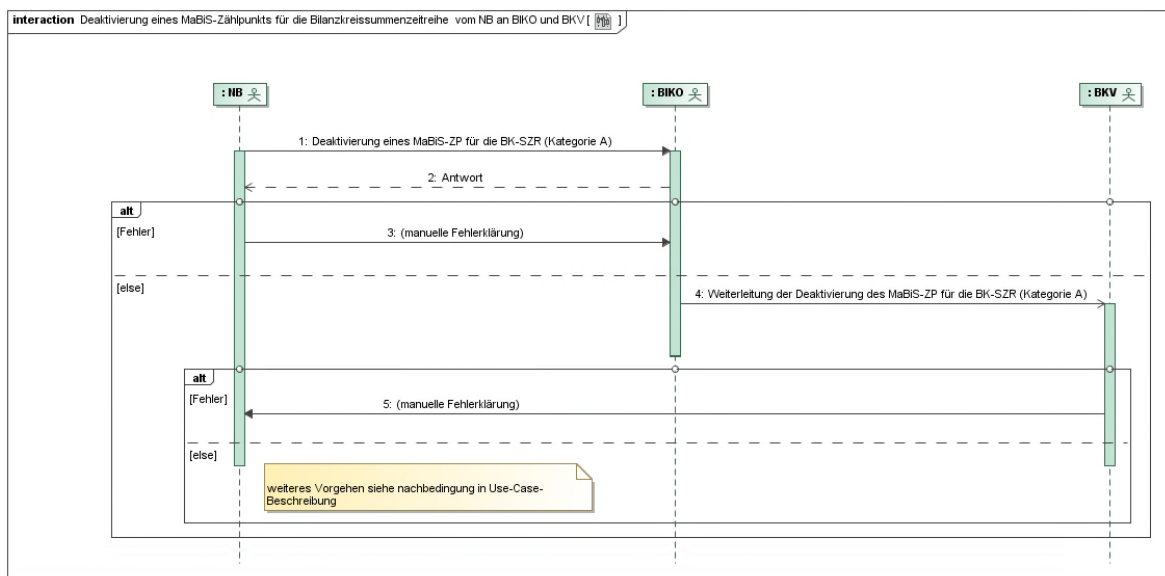 interaction Deaktivierung eines MaBiS-Zählpunkts für die Bilanzkreissummenzeitreihe vom NB an BIKO und BKV[ ]
: NB
: BIKO
: BKV
1: Deaktivierung eines MaBiS-ZP für die BK-SZR (Kategorie A)
2: Antwort
alt
[Fehler]
3: (manuelle Fehlerklärung)
[else]
4: Weiterleitung der Deaktivierung des MaBiS-ZP für die BK-SZR (Kategorie A)
alt
[Fehler]
5: (manuelle Fehlerklärung)
[else]
weiteres Vorgehen siehe nachbedingung in Use-Case-
Beschreibung